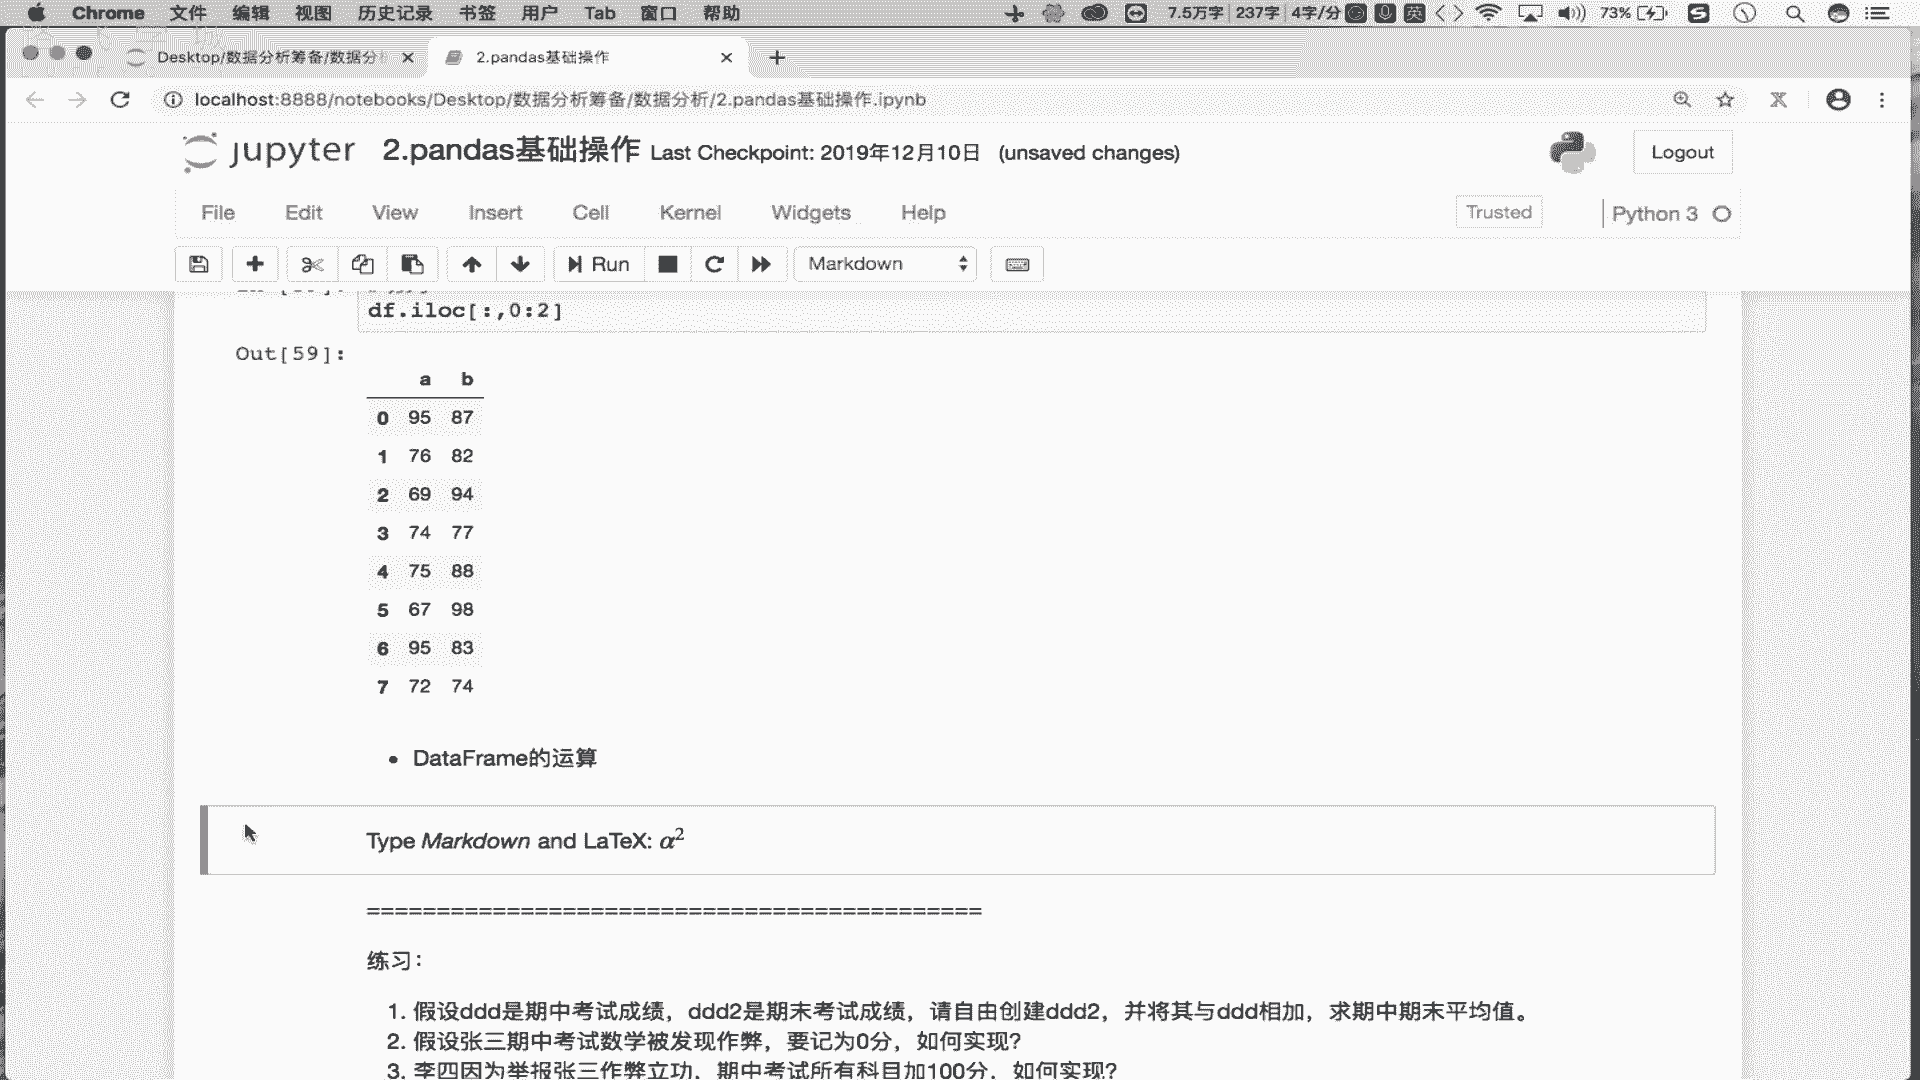 Chrome 文件 编辑 视图 历史记录 书签 用户 Tab 窗口 帮助 7.5万字 237字 4字/分 英 73%
Desktop/数据分析筹备/数据分 2.pandas基础操作
localhost:8888/notebooks/Desktop/数据分析筹备/数据分析/2.pandas基础操作.ipynb
jupyter 2.pandas基础操作 Last Checkpoint: 2019年12月10日 (unsaved changes) Logout
File Edit View Insert Cell Kernel Widgets Help Trusted Python 3
Run Markdown
df.iloc[:,0:2]
Out[59]:
a b
0 95 87
1 76 82
2 69 94
3 74 77
4 75 88
5 67 98
6 95 83
7 72 74
• DataFrame的运算
Type Markdown and LaTeX: α²
============================================
练习：
1. 假设ddd是期中考试成绩，ddd2是期末考试成绩，请自由创建ddd2，并将其与ddd相加，求期中期末平均值。
2. 假设张三期中考试数学被发现作弊，要记为0分，如何实现？
3. 李四因为举报张三作弊立功，期中考试所有科目加100分，如何实现？